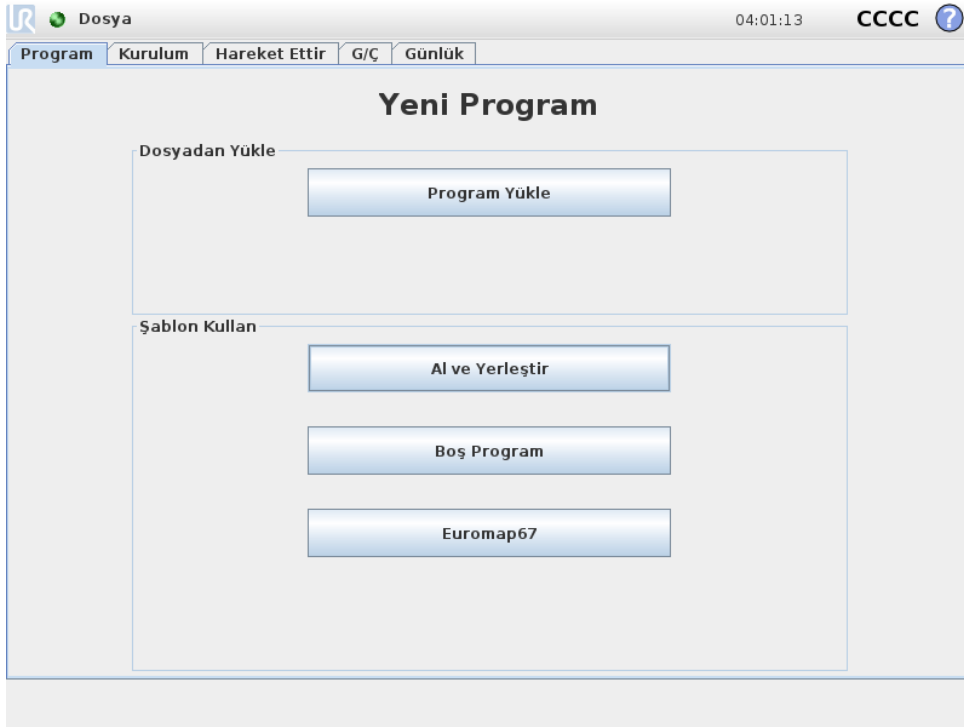 UR Dosya 04:01:13 CCCC ?
Program Kurulum Hareket Ettir G/Ç Günlük
Yeni Program
Dosyadan Yükle
Program Yükle
Şablon Kullan
Al ve Yerleştir
Boş Program
Euromap67